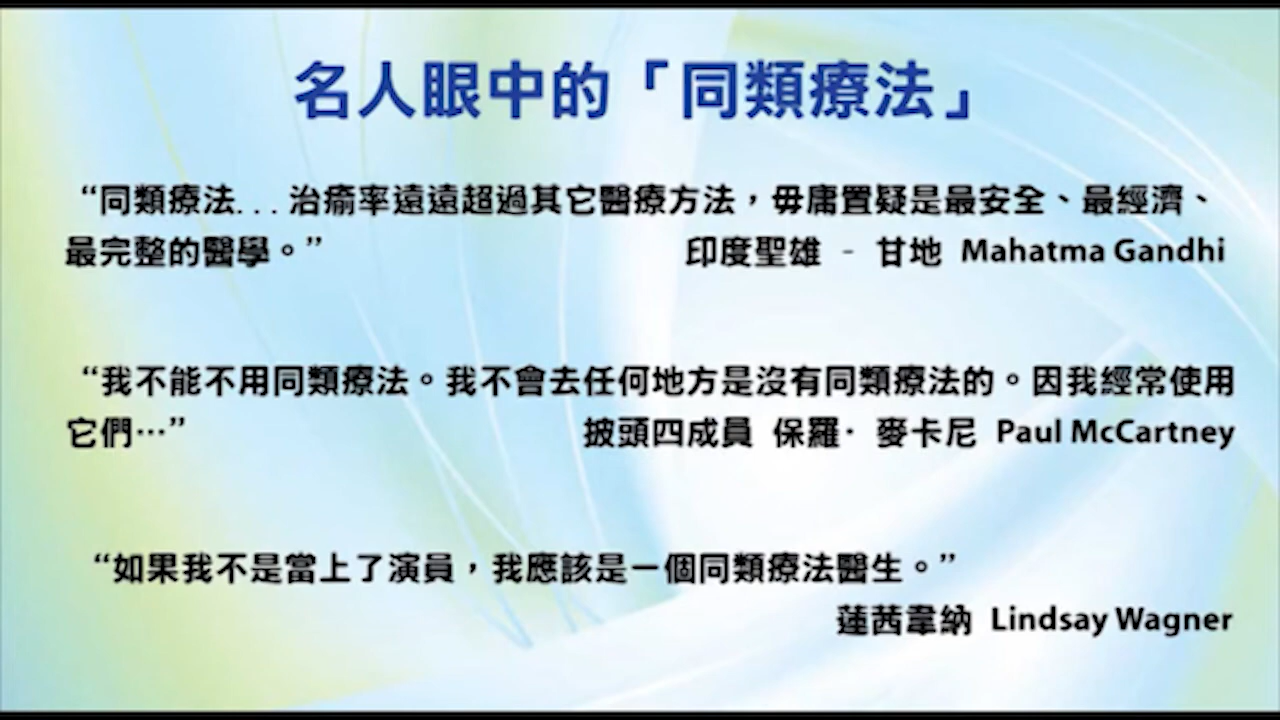 名人眼中的「同類療法」
“同類療法...治癒率遠遠超過其它醫療方法，毋庸置疑是最安全、最經濟、
最完整的醫學。” 印度聖雄 - 甘地 Mahatma Gandhi
“我不能不用同類療法。我不會去任何地方是沒有同類療法的。因我經常使用
它們…” 披頭四成員 保羅· 麥卡尼 Paul McCartney
“如果我不是當上了演員，我應該是一個同類療法醫生。”
蓮茜韋納 Lindsay Wagner